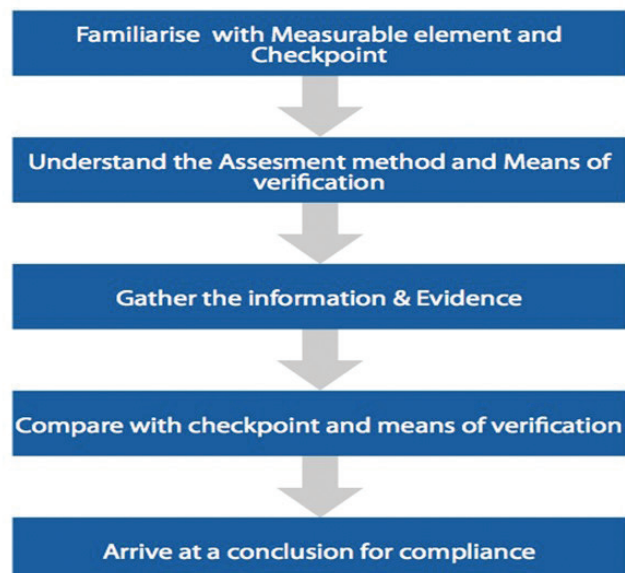 Familiarise with Measurable element and
Checkpoint
Understand the Assesment method and Means of
verification
Gather the information & Evidence
Compare with checkpoint and means of verification
Arrive at a conclusion for compliance